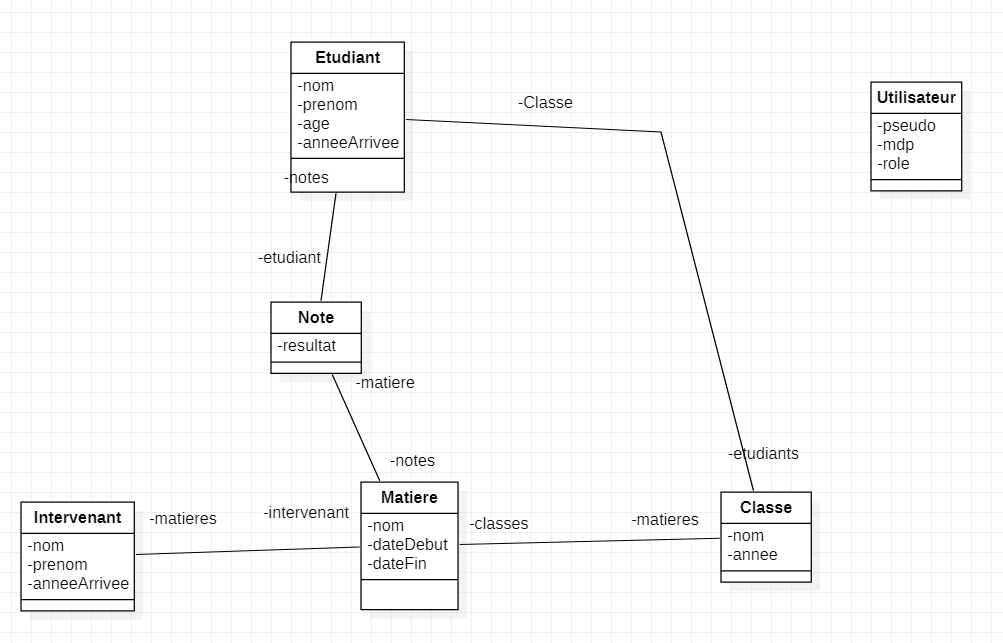 Etudiant
-nom
-prenom
-age
-anneeArrivee
-notes
-Classe
Utilisateur
-pseudo
-mdp
-role
-etudiant
Note
-resultat
-matiere
-notes
-etudiants
Intervenant
-nom
-prenom
-anneeArrivee
-matieres
-intervenant
Matiere
-nom
-dateDebut
-dateFin
-classes
-matieres
Classe
-nom
-annee